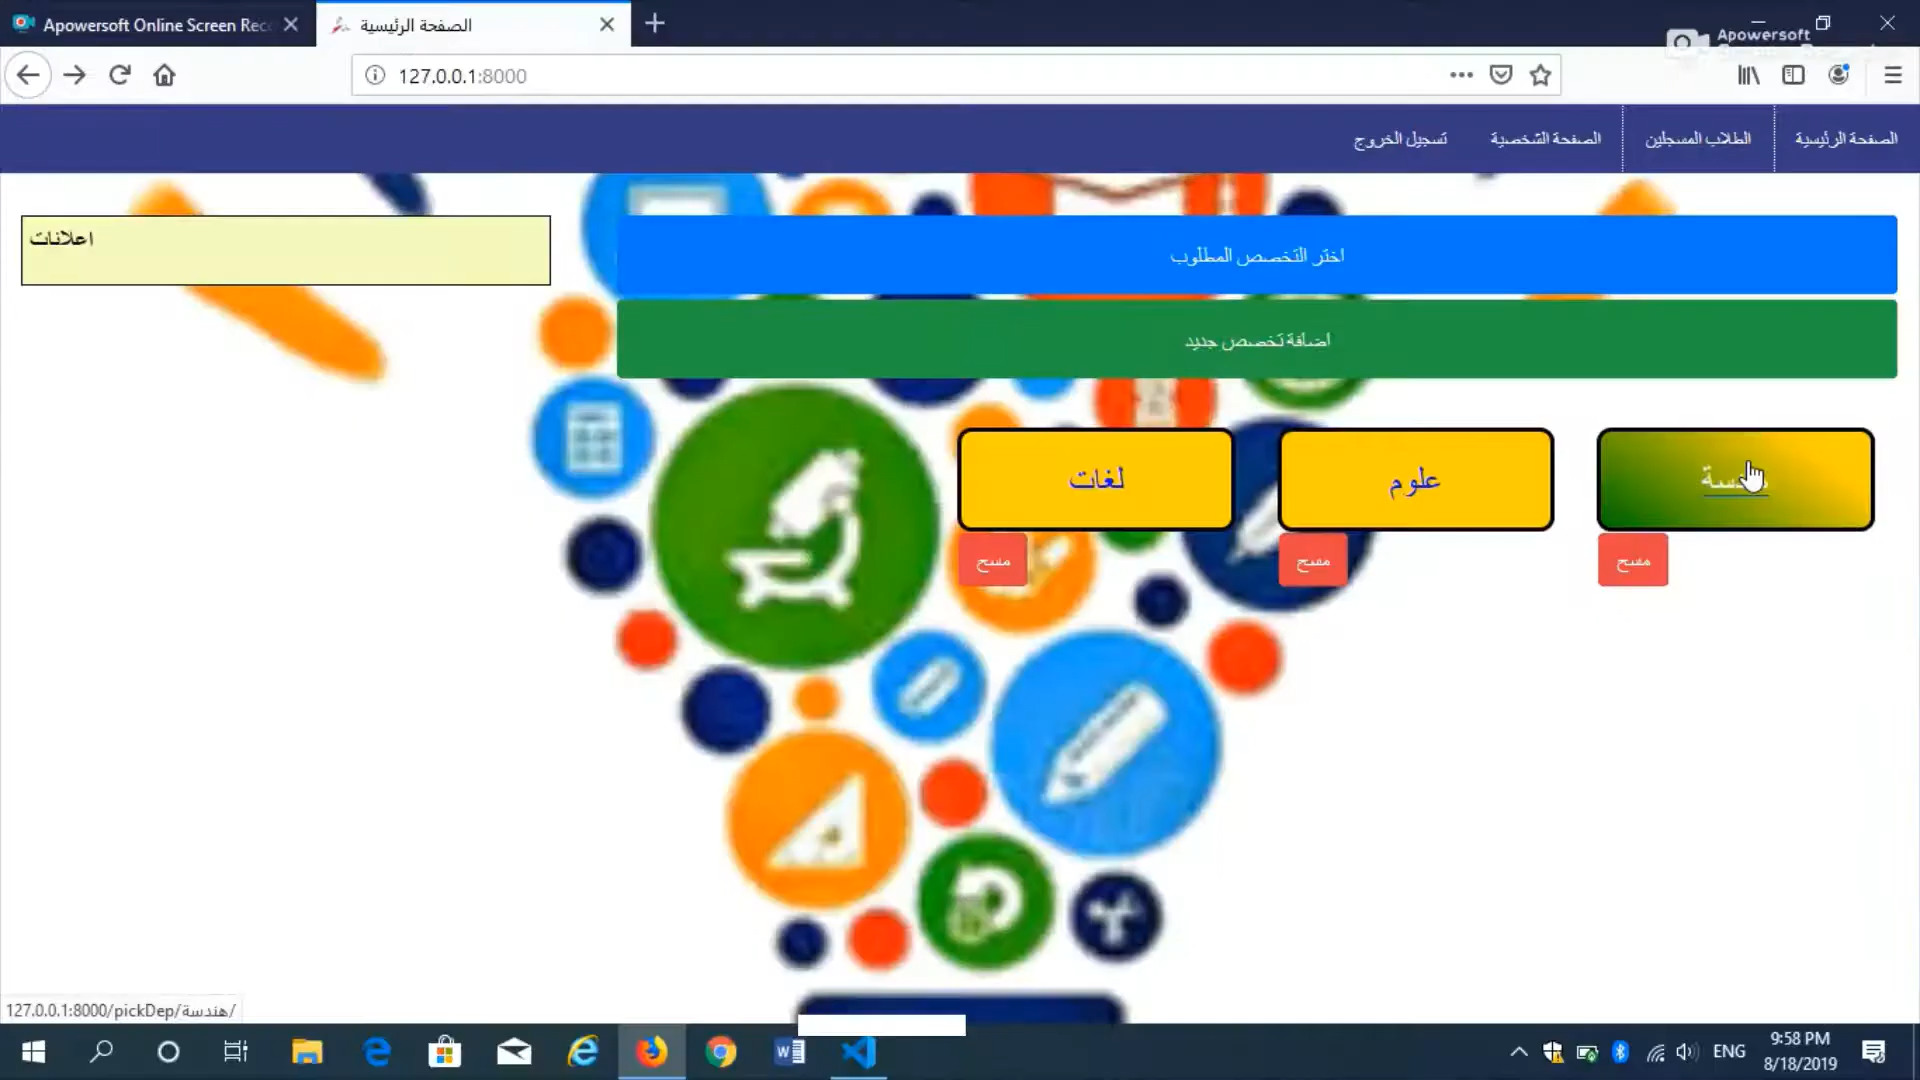 Apowersoft Online Screen Rec
الصفحة الرئيسية
Apowersoft
127.0.0.1:8000
الصفحة الرئيسية
الطلاب المسجلين
الصفحة الشخصية
تسجيل الخروج
اعلانات
اختر التخصص المطلوب
اضافة تخصص جديد
علوم
لغات
مسح
مسح
مسح
127.0.0.1:8000/pickDep/هندسة/
ENG
9:58 PM
8/18/2019